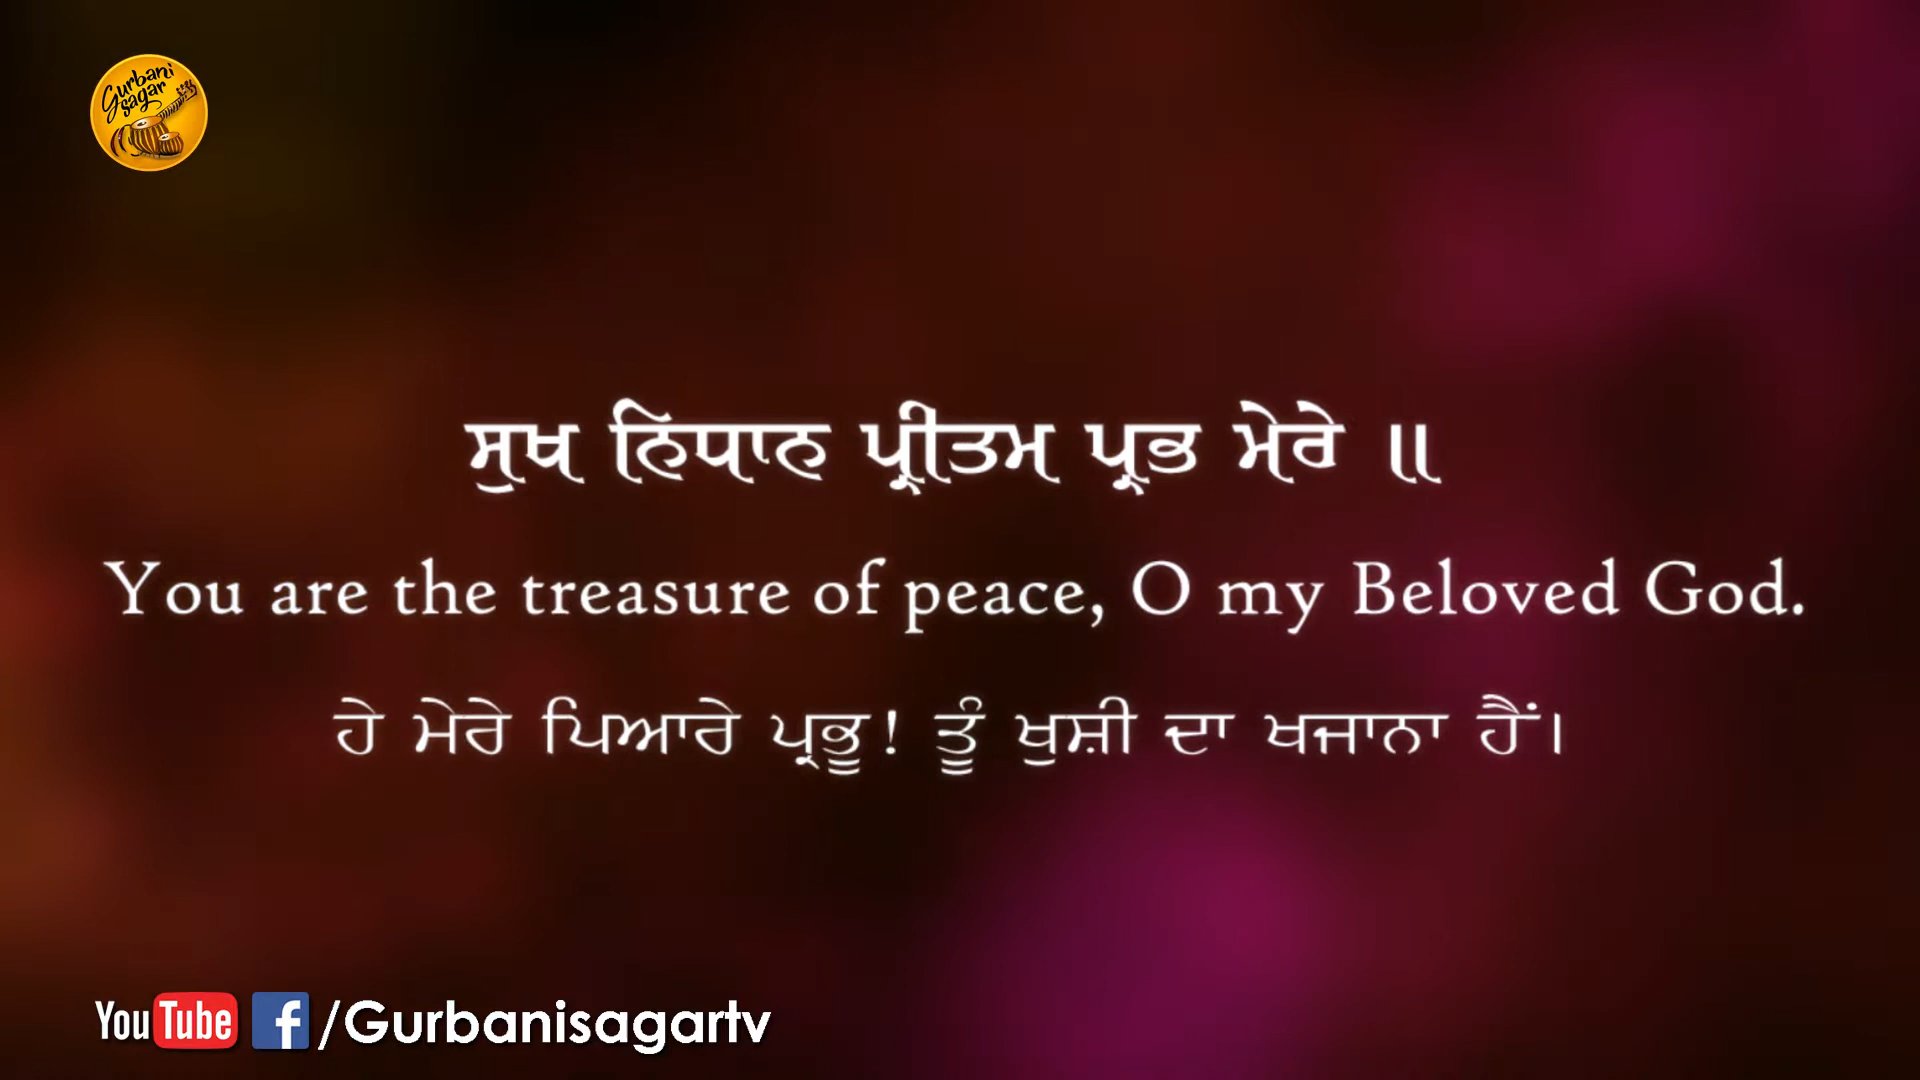 Gurbani
Sagar
ਸੁਖ ਨਿਧਾਨ ਪ੍ਰੀਤਮ ਪ੍ਰਭ ਮੇਰੇ ॥
You are the treasure of peace, O my Beloved God.
ਹੇ ਮੇਰੇ ਪਿਆਰੇ ਪ੍ਰਭੂ! ਤੂੰ ਖੁਸ਼ੀ ਦਾ ਖਜਾਨਾ ਹੈਂ।
YouTube f /Gurbanisagartv